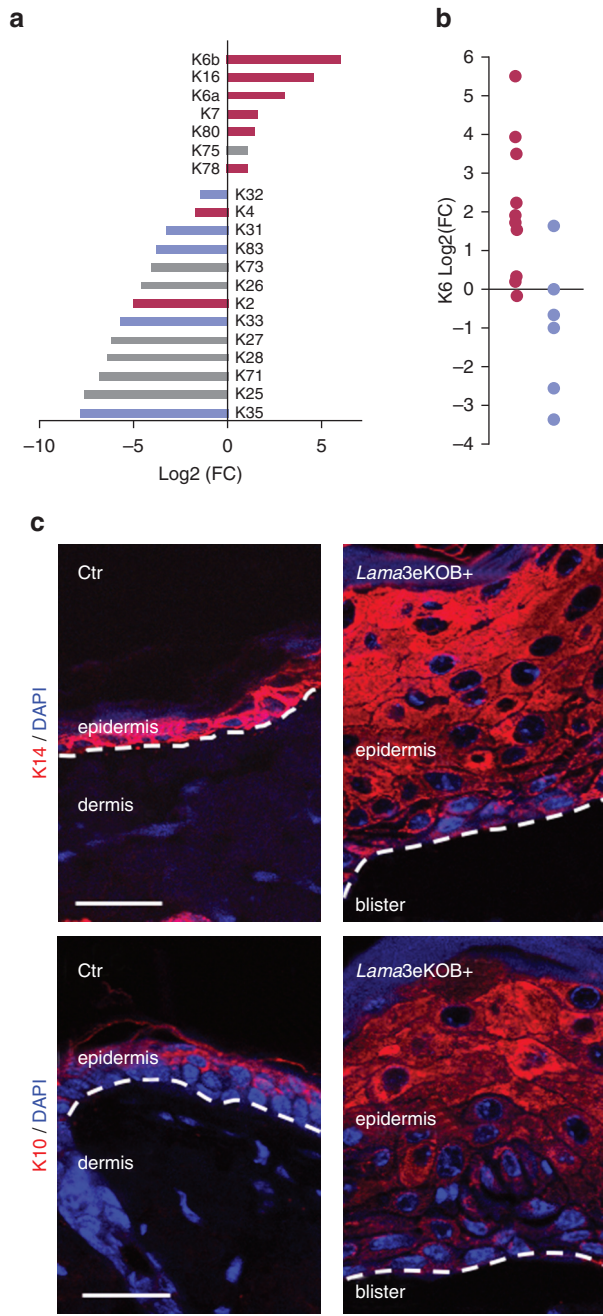 a
K6b
K16
K6a
K7
K80
K75
K78
K32
K4
K31
K83
K73
K26
K2
K33
K27
K28
K71
K25
K35
−10
−5
0
5
Log2 (FC)
b
6
5
4
3
2
1
0
−1
−2
−3
−4
K6 Log2(FC)
c
K14 / DAPI
Ctr
epidermis
dermis
Lama3eKOB+
epidermis
blister
K10 / DAPI
Ctr
epidermis
dermis
Lama3eKOB+
epidermis
blister